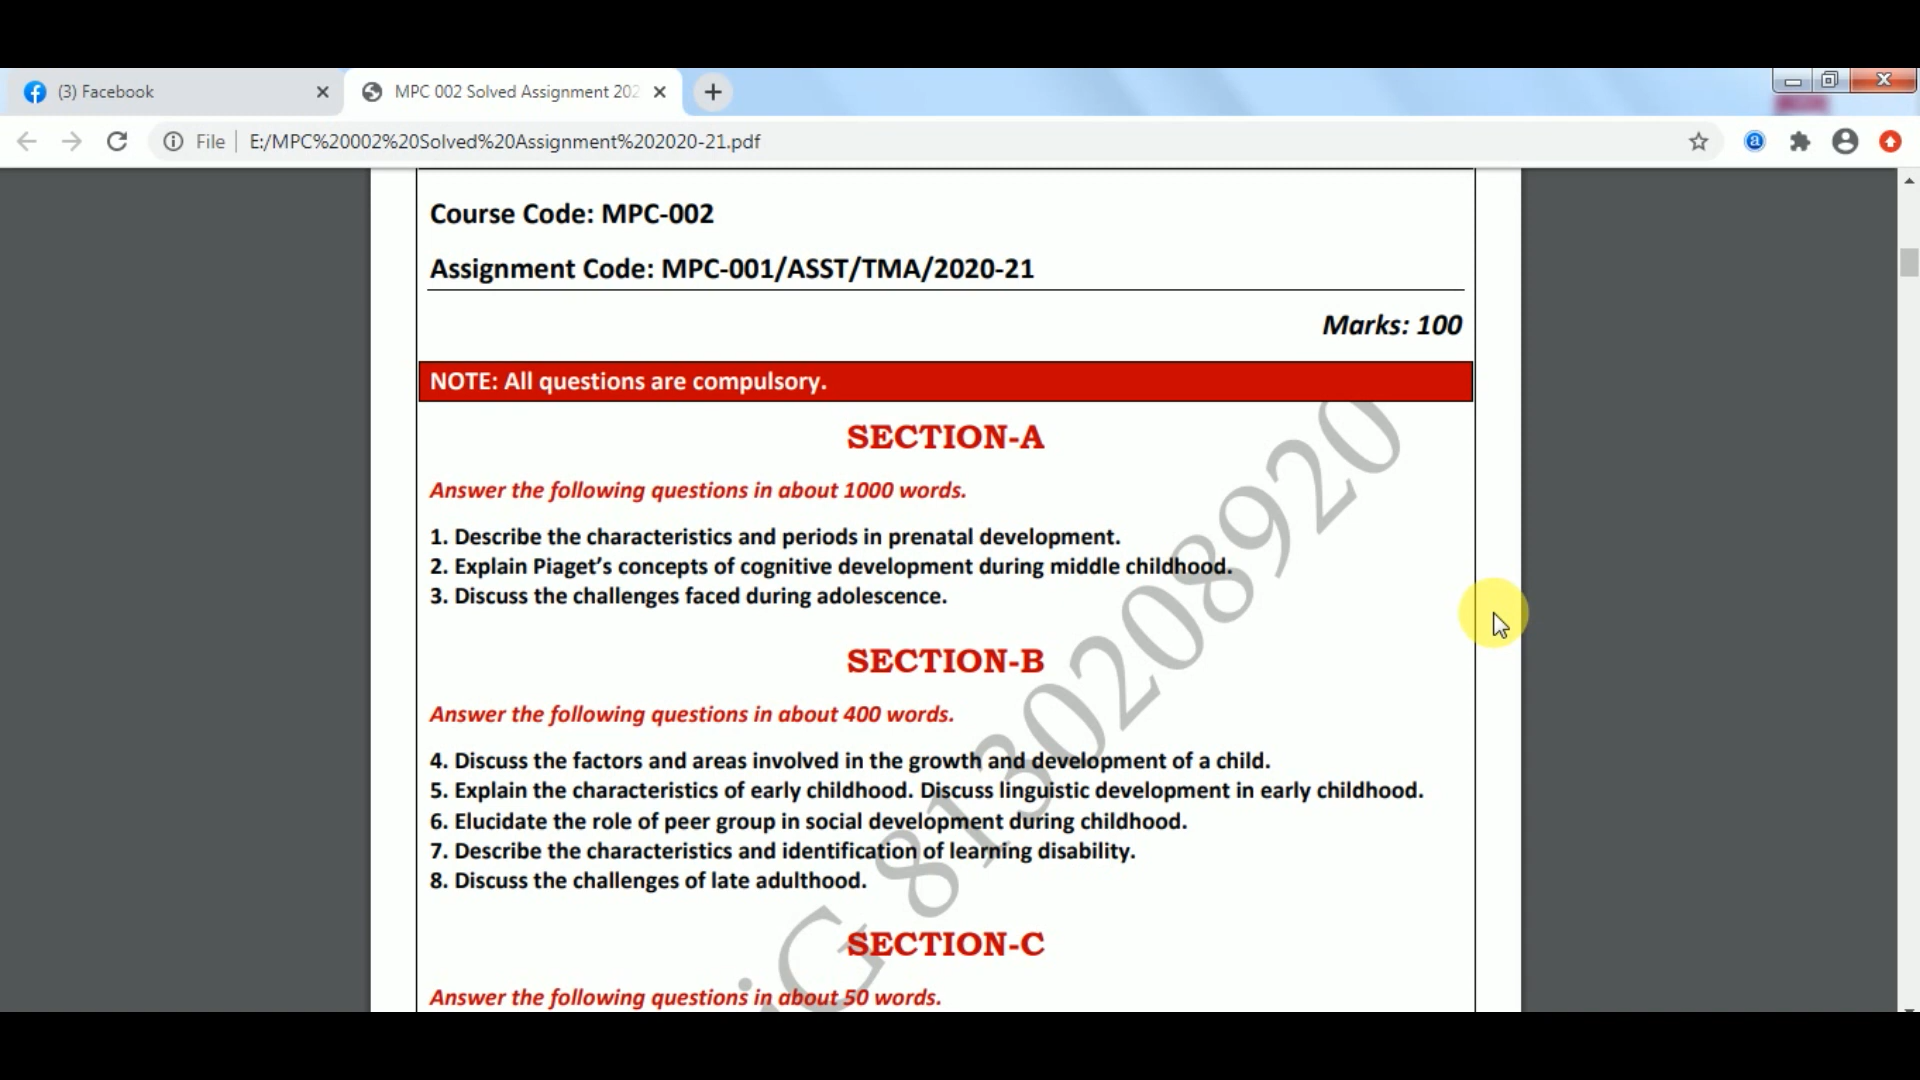 (3) Facebook
MPC 002 Solved Assignment 202
File
E:/MPC%20002%20Solved%20Assignment%202020-21.pdf
Course Code: MPC-002
Assignment Code: MPC-001/ASST/TMA/2020-21
Marks: 100
NOTE: All questions are compulsory.
SECTION-A
Answer the following questions in about 1000 words.
1. Describe the characteristics and periods in prenatal development.
2. Explain Piaget's concepts of cognitive development during middle childhood.
3. Discuss the challenges faced during adolescence.
SECTION-B
Answer the following questions in about 400 words.
4. Discuss the factors and areas involved in the growth and development of a child.
5. Explain the characteristics of early childhood. Discuss linguistic development in early childhood.
6. Elucidate the role of peer group in social development during childhood.
7. Describe the characteristics and identification of learning disability.
8. Discuss the challenges of late adulthood.
SECTION-C
Answer the following questions in about 50 words.
8130208920